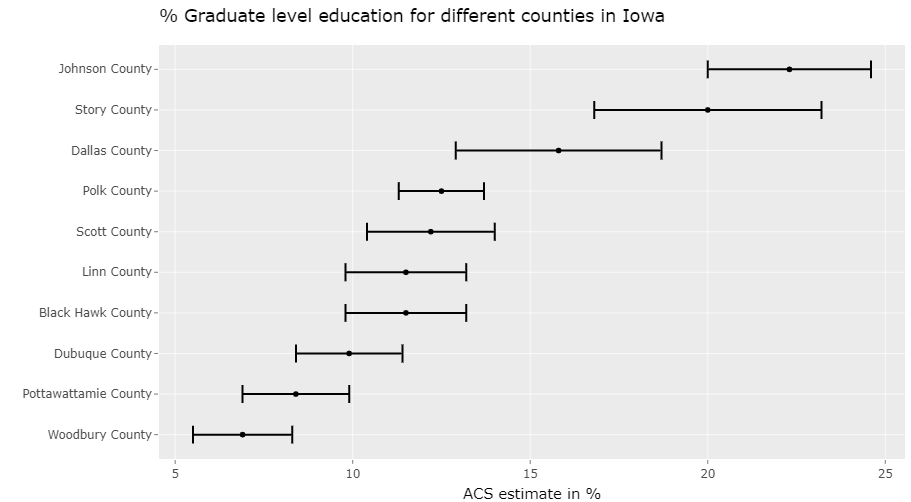 % Graduate level education for different counties in Iowa
Johnson County
Story County
Dallas County
Polk County
Scott County
Linn County
Black Hawk County
Dubuque County
Pottawattamie County
Woodbury County
5 10 15 20 25
ACS estimate in %